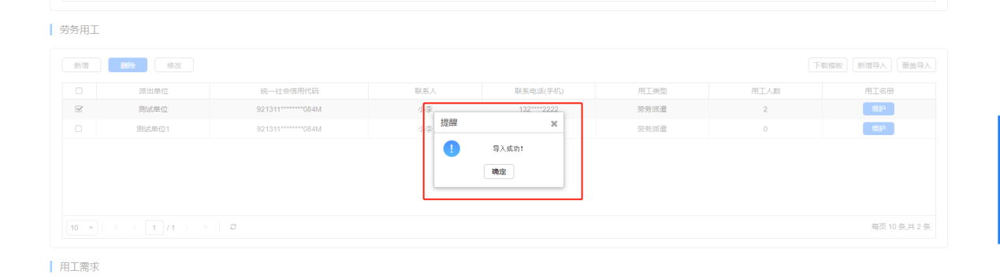 劳务用工
新增 删除 修改 下载模板 新增导入 覆盖导入
派出单位 统一社会信用代码 联系人 联系电话(手机) 用工类型 用工人数 用工名册
测试单位 921311********084M 小李 132****2222 劳务派遣 2 维护
测试单位1 921311********084M 小李 劳务派遣 0 维护
提醒
导入成功!
确定
10 1 / 1 每页 10 条,共 2 条
用工需求